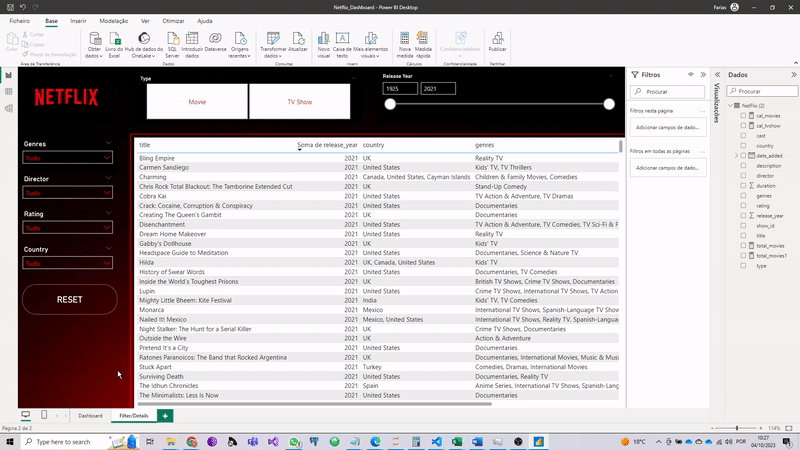 Netflix_Dashboard - Power BI Desktop
Farias
Ficheiro Base Inserir Modelação Ver Otimizar Ajuda
Colar
Cortar
Copiar
Pincel de formatação
Área de Transferência
Obter dados
Livro do Excel
Hub de dados do OneLake
SQL Server
Introduzir dados
Dataverse
Origens recentes
Dados
Transformar dados
Atualizar
Consultas
Novo visual
Caixa de texto
Mais elementos visuais
Inserir
Nova medida
Medida rápida
Cálculos
Confidencialidade
Confidencialidade
Publicar
Partilhar
NETFLIX
Type
Movie
TV Show
Release Year
1925 2021
Genres
Tudo
Director
Tudo
Rating
Tudo
Country
Tudo
RESET
title Soma de release_year country genres
Bling Empire 2021 UK Reality TV
Carmen Sandiego 2021 United States Kids' TV, TV Thrillers
Charming 2021 Canada, United States, Cayman Islands Children & Family Movies, Comedies
Chris Rock Total Blackout: The Tamborine Extended Cut 2021 UK Stand-Up Comedy
Cobra Kai 2021 United States TV Action & Adventure, TV Dramas
Crack: Cocaine, Corruption & Conspiracy 2021 United States Documentaries
Creating The Queen's Gambit 2021 UK Documentaries
Disenchantment 2021 United States TV Action & Adventure, TV Comedies, TV Sci-Fi & F
Dream Home Makeover 2021 United States Reality TV
Gabby's Dollhouse 2021 UK Kids' TV
Headspace Guide to Meditation 2021 United States Documentaries, Science & Nature TV
Hilda 2021 UK, Canada, United States Kids' TV
History of Swear Words 2021 United States Documentaries, TV Comedies
Inside the World's Toughest Prisons 2021 UK British TV Shows, Crime TV Shows, Documentaries
Lupin 2021 United States Crime TV Shows, International TV Shows, TV Action
Mighty Little Bheem: Kite Festival 2021 India Kids' TV, TV Comedies
Monarca 2021 Mexico International TV Shows, Spanish-Language TV Show
Nailed It! Mexico 2021 Mexico, United States International TV Shows, Reality TV, Spanish-Language
Night Stalker: The Hunt for a Serial Killer 2021 UK Crime TV Shows, Documentaries
Outside the Wire 2021 UK Action & Adventure
Pretend It's a City 2021 United States Documentaries
Ratones Paranoicos: The Band that Rocked Argentina 2021 UK Documentaries, International Movies, Music & Musi
Stuck Apart 2021 Turkey Comedies, Dramas, International Movies
Surviving Death 2021 United States Documentaries, Reality TV
The Idhun Chronicles 2021 Spain Anime Series, International TV Shows, Spanish-Lang
The Minimalists: Less Is Now 2021 United States Documentaries
Filtros
Procurar
Filtros nesta página
Adicionar campos de dado...
Filtros em todas as páginas
Adicionar campos de dado...
Visualizações
Dados
Procurar
NetFlix (2)
cal_movies
cal_tvshow
cast
country
date_added
description
director
duration
genres
rating
release_year
show_id
title
total_movies
total_movies1
type
Dashboard Filter/Details
Página 2 de 2
114%
Type here to search
18°C
POR
10:27
04/10/2023